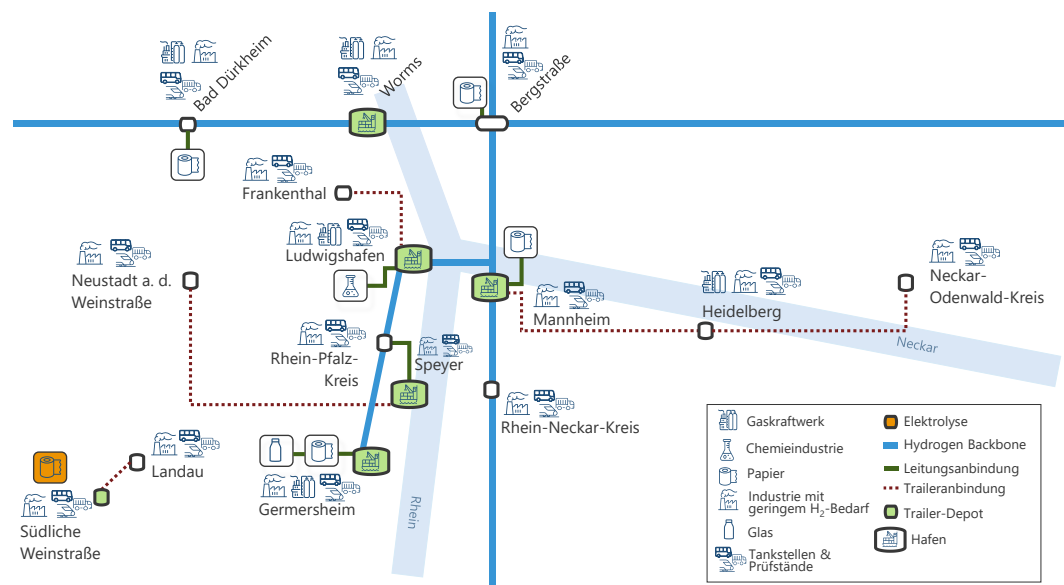 Bad Dürkheim
Worms
Bergstraße
Frankenthal
Ludwigshafen
Neustadt a. d.
Weinstraße
Mannheim
Heidelberg
Neckar-
Odenwald-Kreis
Neckar
Rhein-Pfalz-
Kreis
Speyer
Rhein-Neckar-Kreis
Landau
Germersheim
Rhein
Südliche
Weinstraße
Gaskraftwerk
Chemieindustrie
Papier
Industrie mit
geringem H₂-Bedarf
Glas
Tankstellen &
Prüfstände
Elektrolyse
Hydrogen Backbone
Leitungsanbindung
Traileranbindung
Trailer-Depot
Hafen